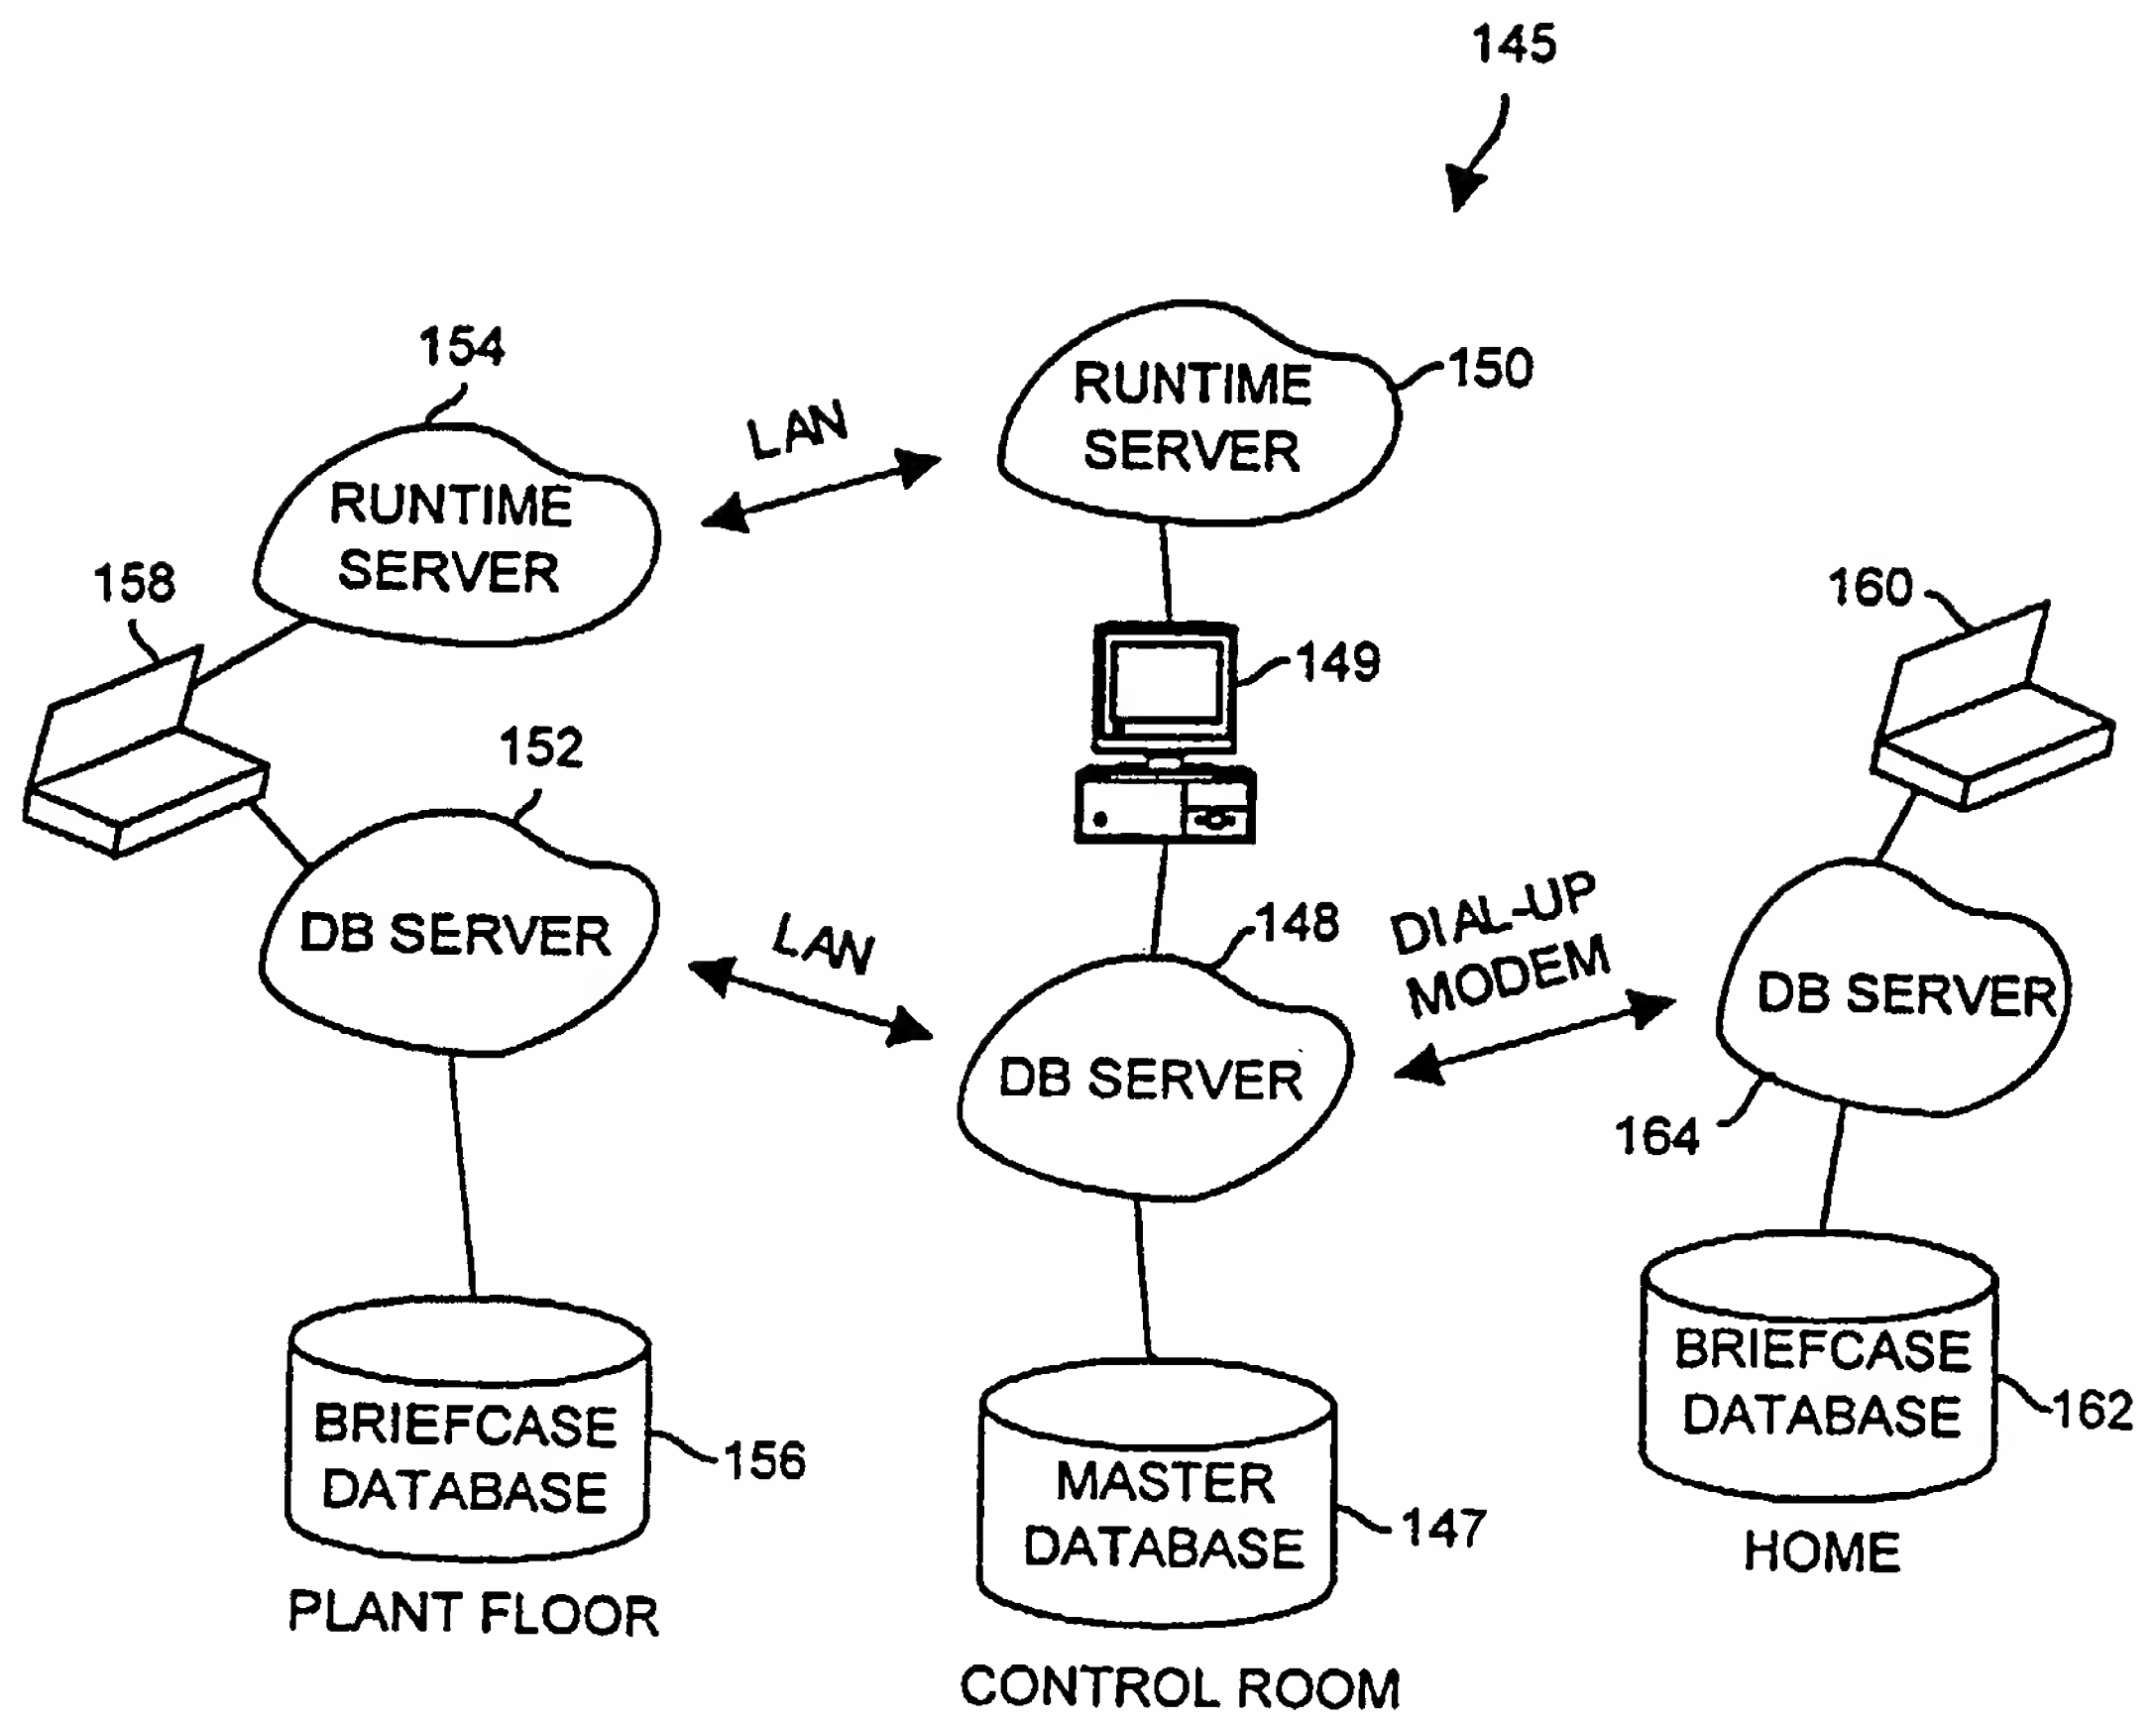 145
154
RUNTIME
SERVER
150
LAN
RUNTIME
SERVER
158
160
149
152
DB SERVER
LAN
148
DIAL-UP
MODEM
DB SERVER
DB SERVER
164
BRIEFCASE
DATABASE
162
BRIEFCASE
DATABASE
156
MASTER
DATABASE
147
HOME
PLANT FLOOR
CONTROL ROOM